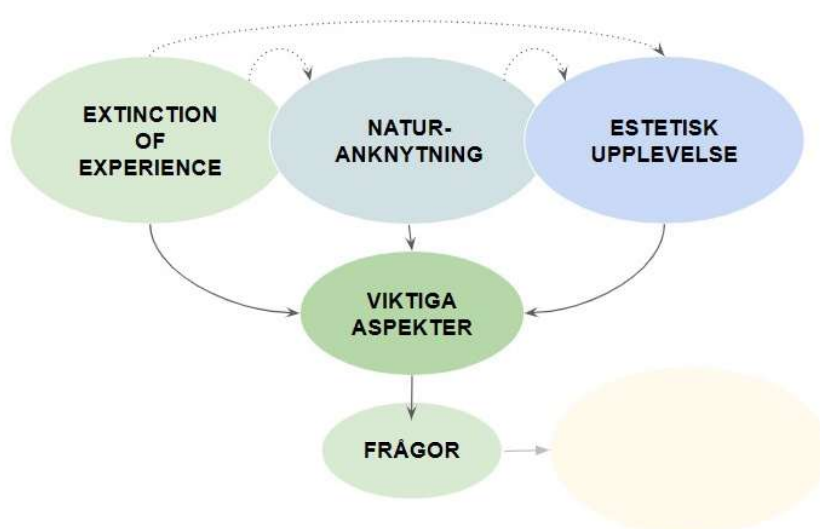 EXTINCTION
OF
EXPERIENCE
NATUR-
ANKNYTNING
ESTETISK
UPPLEVELSE
VIKTIGA
ASPEKTER
FRÅGOR